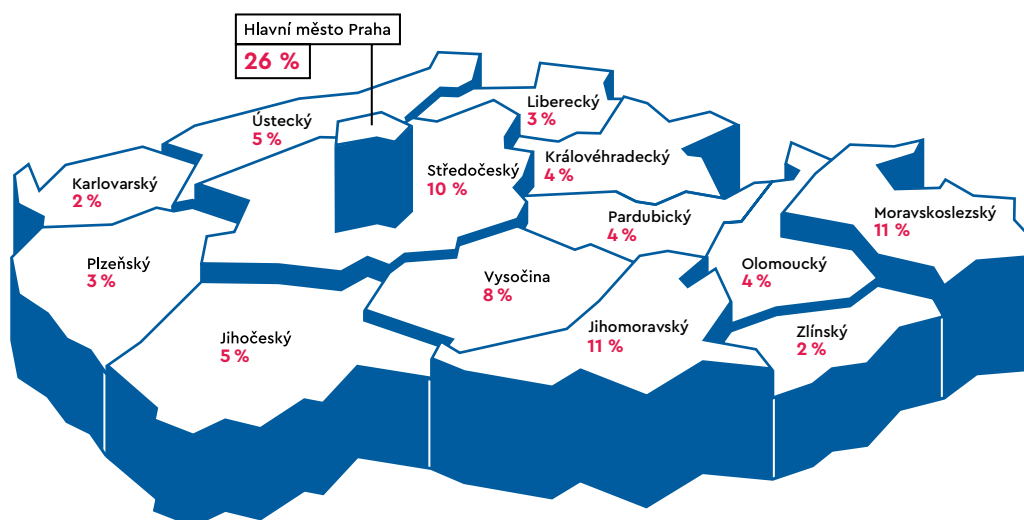 Hlavní město Praha
26 %
Ústecký
5 %
Liberecký
3 %
Karlovarský
2 %
Středočeský
10 %
Královéhradecký
4 %
Pardubický
4 %
Moravskoslezský
11 %
Plzeňský
3 %
Vysočina
8 %
Olomoucký
4 %
Jihočeský
5 %
Jihomoravský
11 %
Zlínský
2 %